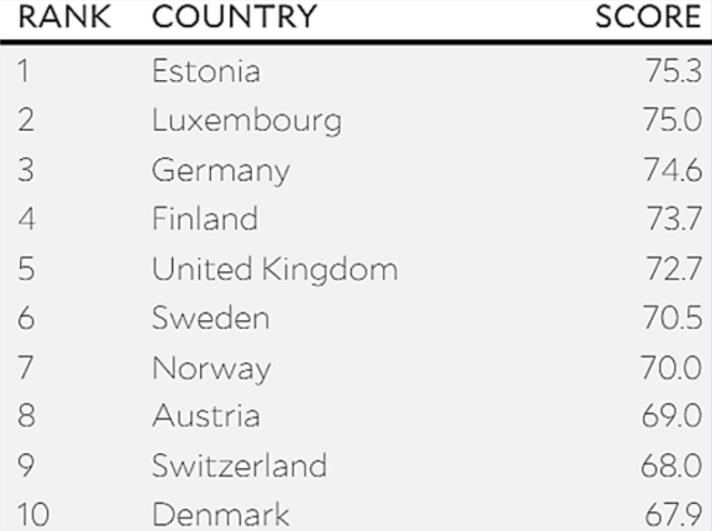 RANK COUNTRY SCORE
1 Estonia 75.3
2 Luxembourg 75.0
3 Germany 74.6
4 Finland 73.7
5 United Kingdom 72.7
6 Sweden 70.5
7 Norway 70.0
8 Austria 69.0
9 Switzerland 68.0
10 Denmark 67.9